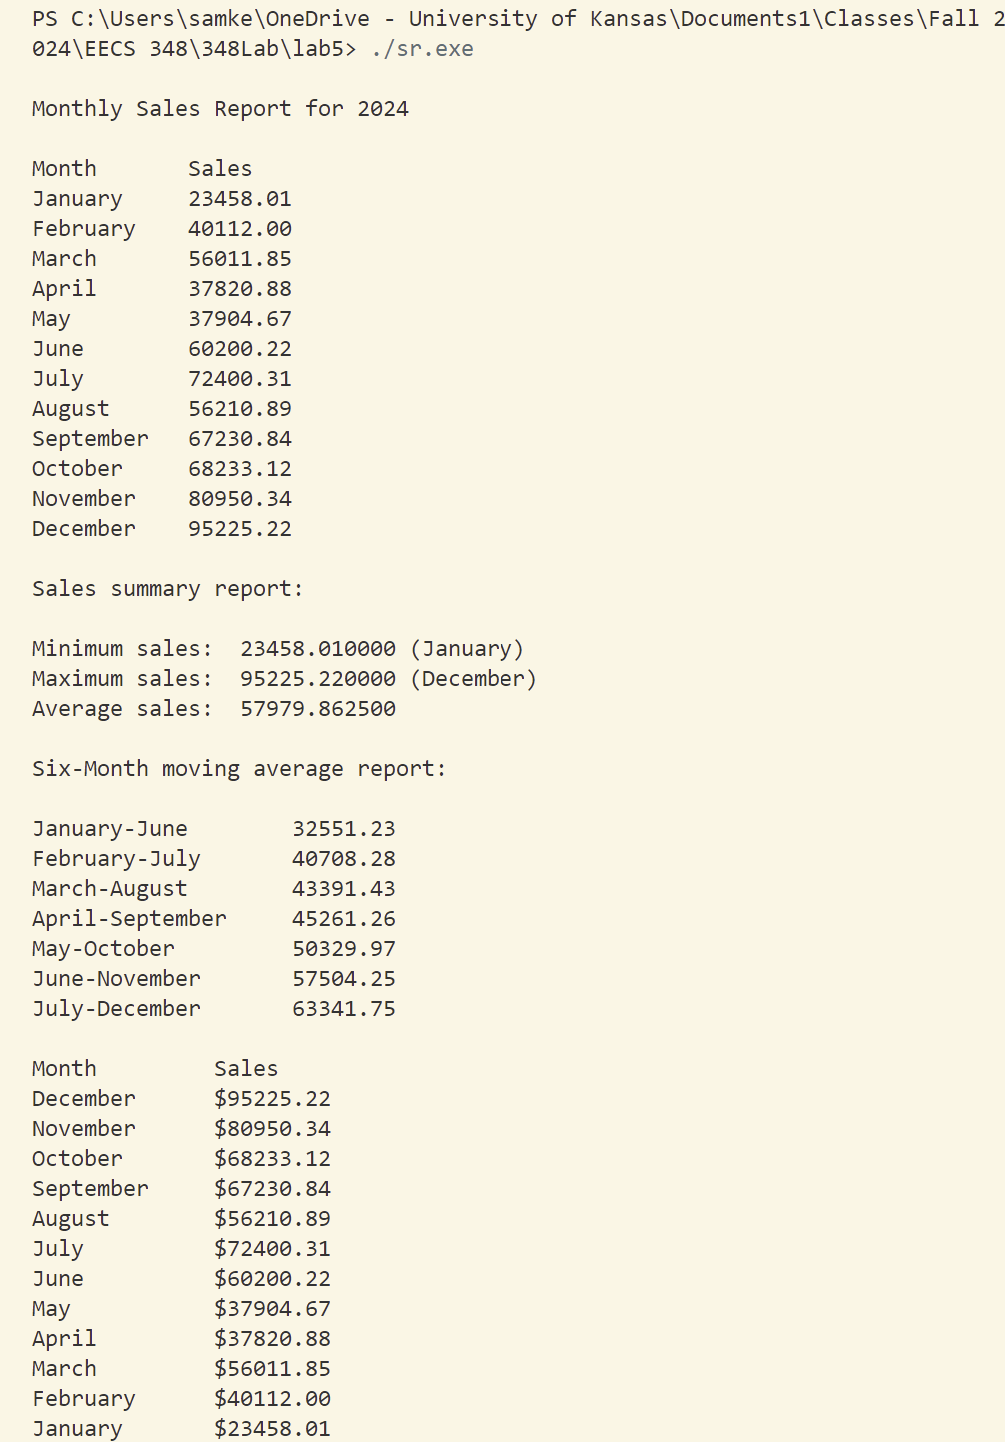 PS C:\Users\samke\OneDrive - University of Kansas\Documents1\Classes\Fall 2
024\EECS 348\348Lab\lab5> ./sr.exe
Monthly Sales Report for 2024
Month Sales
January 23458.01
February 40112.00
March 56011.85
April 37820.88
May 37904.67
June 60200.22
July 72400.31
August 56210.89
September 67230.84
October 68233.12
November 80950.34
December 95225.22
Sales summary report:
Minimum sales: 23458.010000 (January)
Maximum sales: 95225.220000 (December)
Average sales: 57979.862500
Six-Month moving average report:
January-June 32551.23
February-July 40708.28
March-August 43391.43
April-September 45261.26
May-October 50329.97
June-November 57504.25
July-December 63341.75
Month Sales
December $95225.22
November $80950.34
October $68233.12
September $67230.84
August $56210.89
July $72400.31
June $60200.22
May $37904.67
April $37820.88
March $56011.85
February $40112.00
January $23458.01